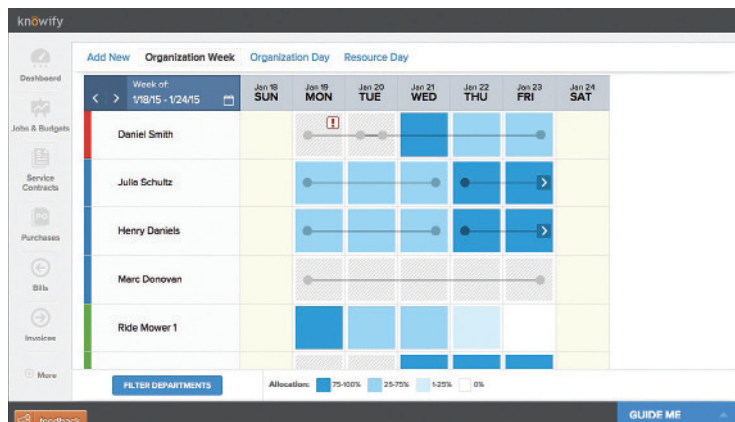 knowify
Add New Organization Week Organization Day Resource Day
Dashboard
Jobs & Budgets
Service
Contracts
PO
Purchases
Bills
Invoices
More
Week of:
1/18/15 - 1/24/15
Jan 18 Jan 19 Jan 20 Jan 21 Jan 22 Jan 23 Jan 24
SUN MON TUE WED THU FRI SAT
Daniel Smith
!
Julia Schultz
Henry Daniels
Marc Donovan
Ride Mower 1
FILTER DEPARTMENTS
Allocation: 75-100% 25-75% 1-25% 0%
feedback
GUIDE ME